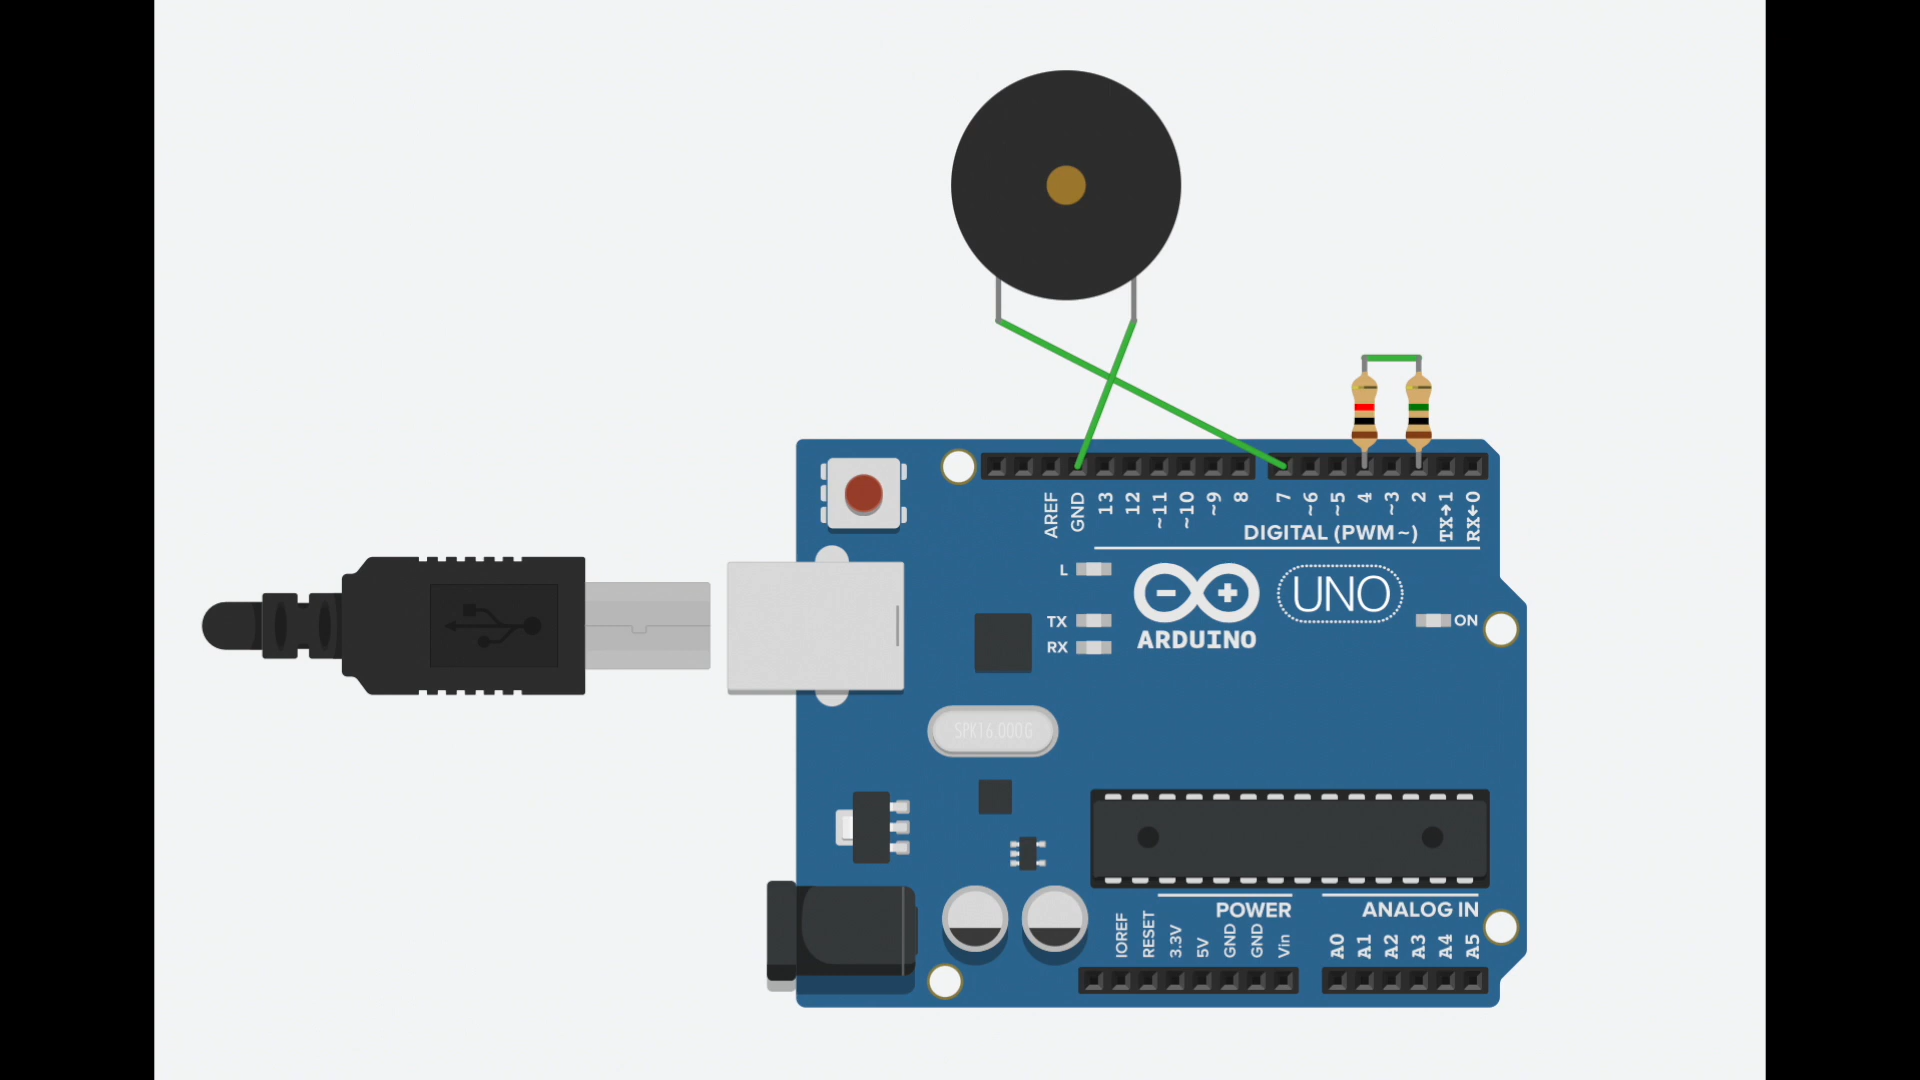 AREF
GND
13
12
~11
~10
~9
8
7
~6
~5
4
~3
2
TX→1
RX←0
DIGITAL (PWM~)
L
TX
RX
UNO
ARDUINO
ON
SPK16.000G
POWER
ANALOG IN
IOREF
RESET
3.3V
5V
GND
GND
Vin
A0
A1
A2
A3
A4
A5